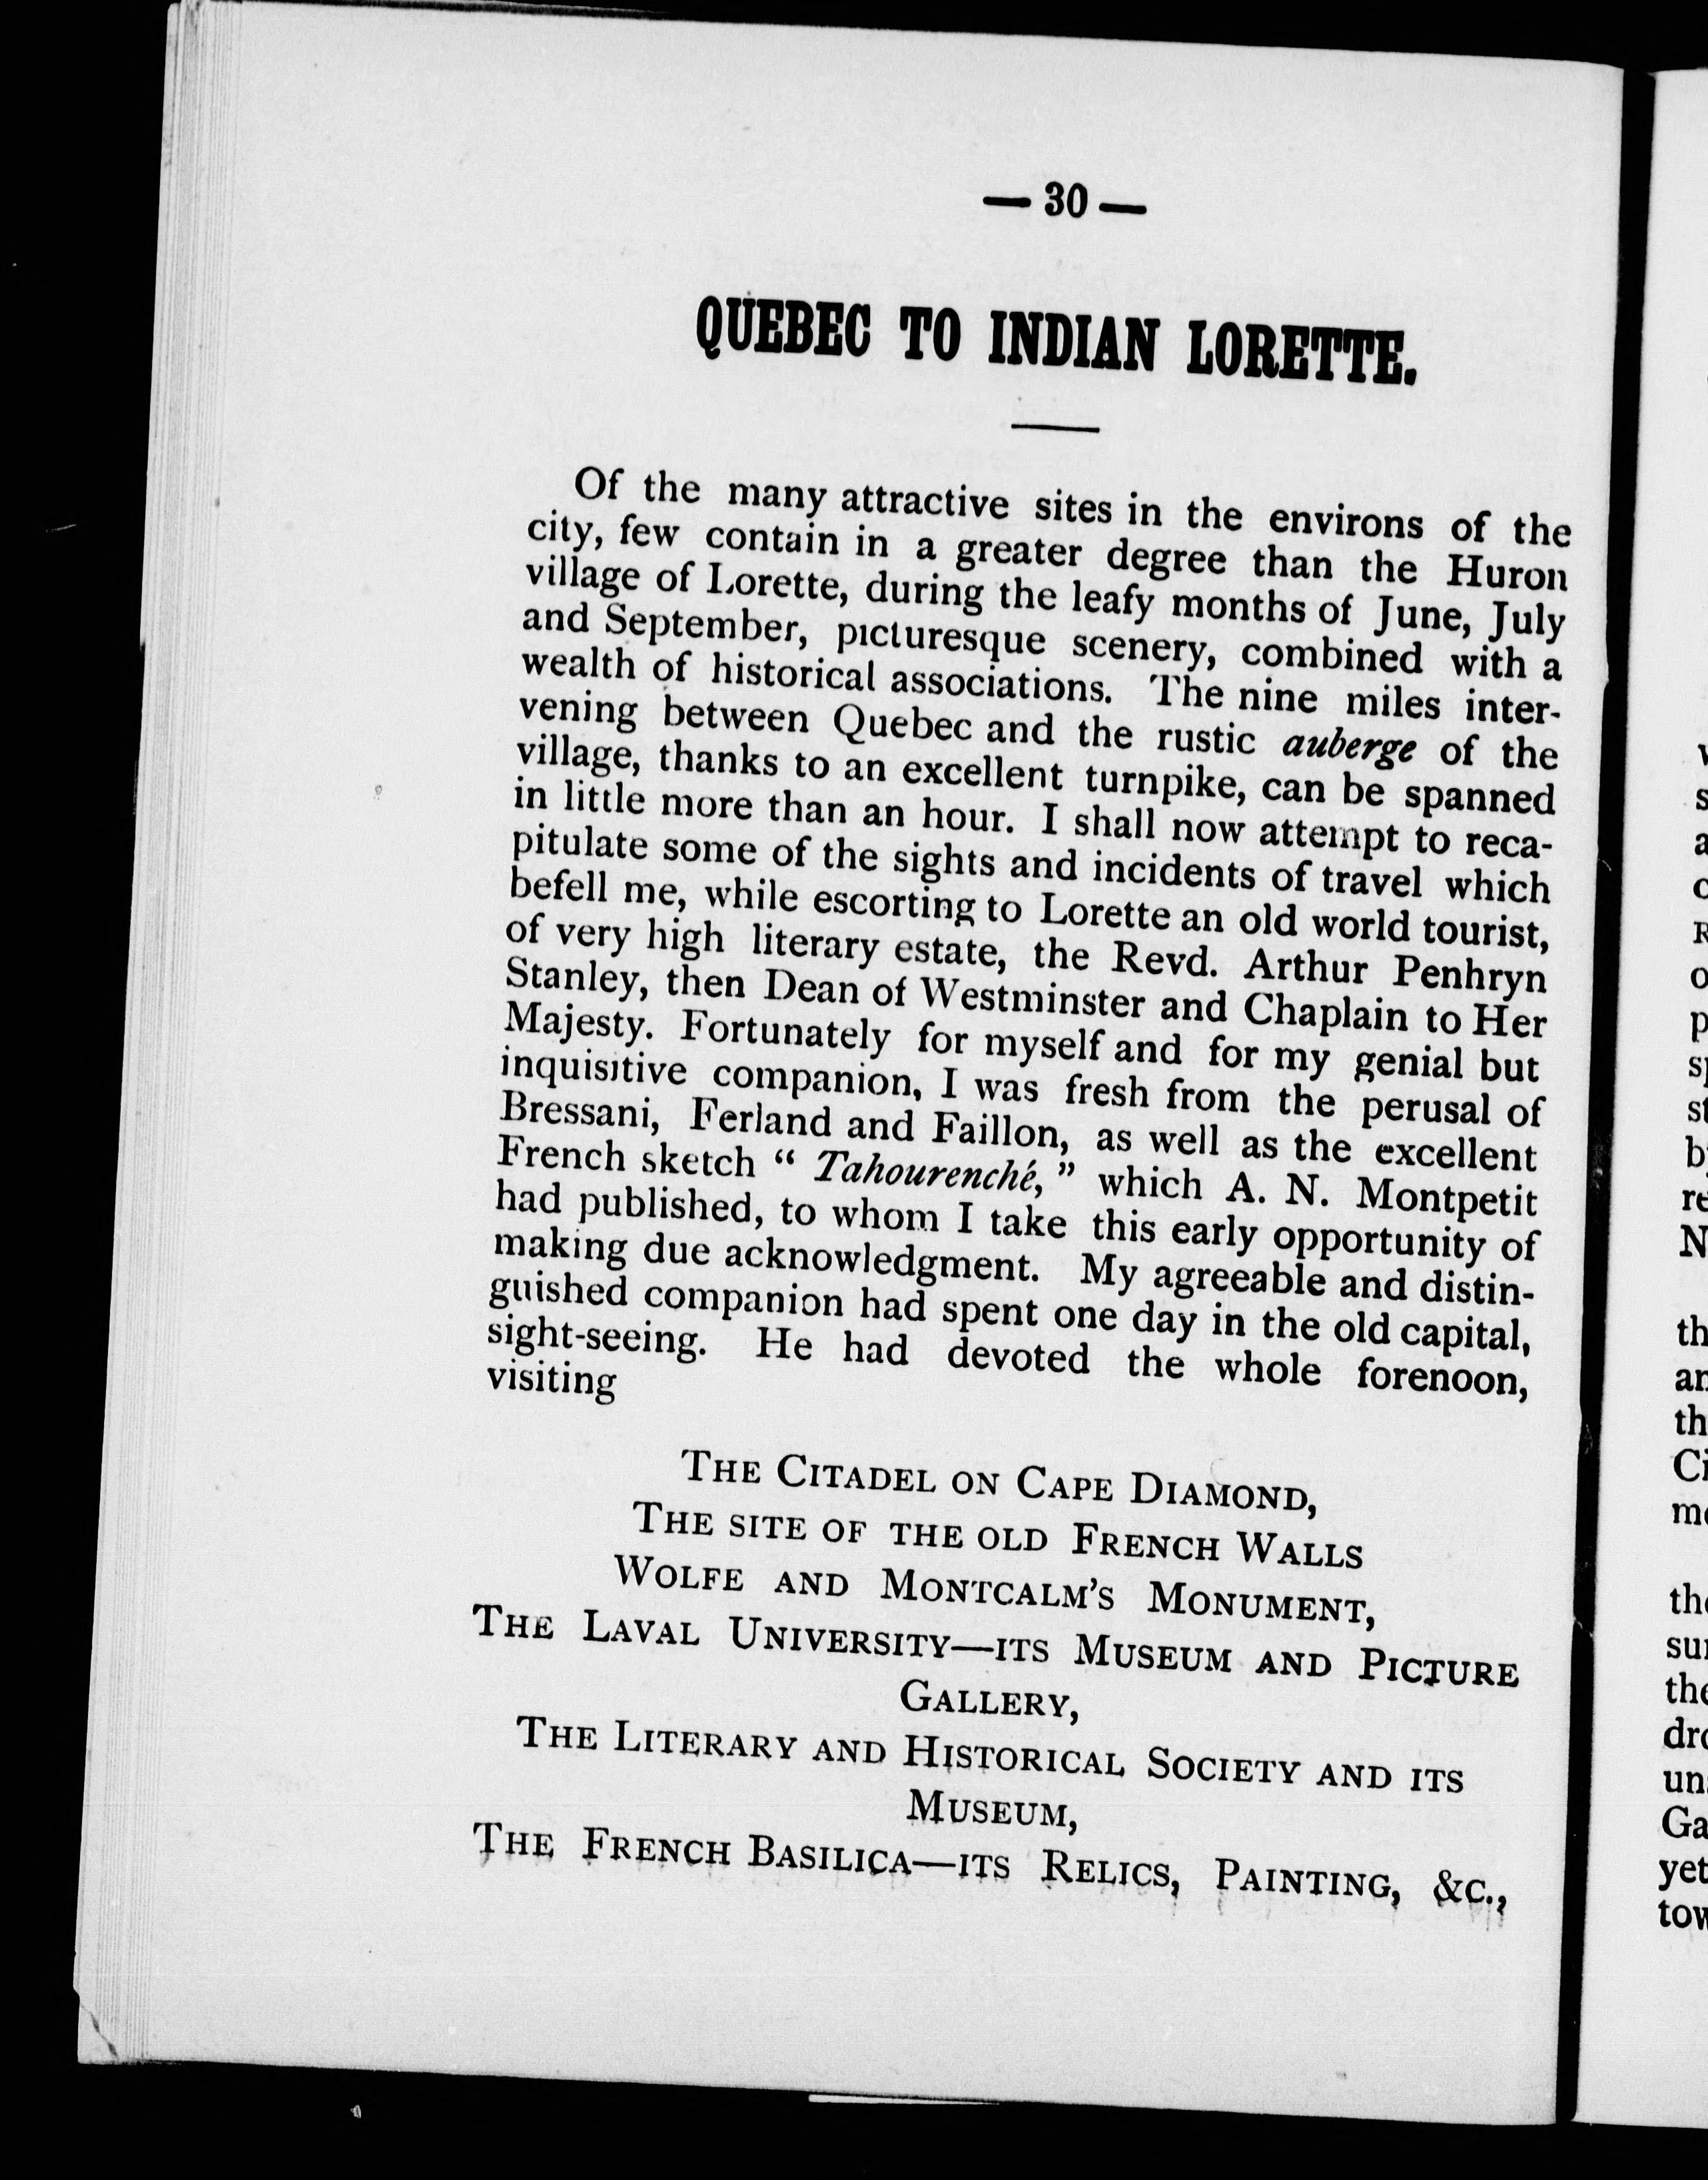 — 30 —
QUEBEC TO INDIAN LORETTE.
Of the many attractive sites in the environs of the
city, few contain in a greater degree than the Huron
village of Lorette, during the leafy months of June, July
and September, picturesque scenery, combined with a
wealth of historical associations. The nine miles inter-
vening between Quebec and the rustic auberge of the
village, thanks to an excellent turnpike, can be spanned
in little more than an hour. I shall now attempt to reca-
pitulate some of the sights and incidents of travel which
befell me, while escorting to Lorette an old world tourist,
of very high literary estate, the Revd. Arthur Penhryn
Stanley, then Dean of Westminster and Chaplain to Her
Majesty. Fortunately for myself and for my genial but
inquisitive companion, I was fresh from the perusal of
Bressani, Ferland and Faillon, as well as the excellent
French sketch “ Tahourenché, ” which A. N. Montpetit
had published, to whom I take this early opportunity of
making due acknowledgment. My agreeable and distin-
guished companion had spent one day in the old capital,
sight-seeing. He had devoted the whole forenoon,
visiting
THE CITADEL ON CAPE DIAMOND,
THE SITE OF THE OLD FRENCH WALLS
WOLFE AND MONTCALM'S MONUMENT,
THE LAVAL UNIVERSITY—ITS MUSEUM AND PICTURE
GALLERY,
THE LITERARY AND HISTORICAL SOCIETY AND ITS
MUSEUM,
THE FRENCH BASILICA—ITS RELICS, PAINTING, &C.,